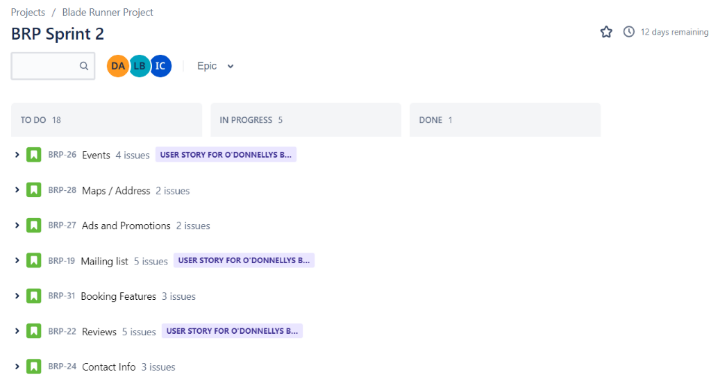 Projects / Blade Runner Project
BRP Sprint 2
12 days remaining
DA LB IC Epic
TO DO 18 IN PROGRESS 5 DONE 1
BRP-26 Events 4 issues USER STORY FOR O'DONNELLYS B...
BRP-28 Maps / Address 2 issues
BRP-27 Ads and Promotions 2 issues
BRP-19 Mailing list 5 issues USER STORY FOR O'DONNELLYS B...
BRP-31 Booking Features 3 issues
BRP-22 Reviews 5 issues USER STORY FOR O'DONNELLYS B...
BRP-24 Contact Info 3 issues